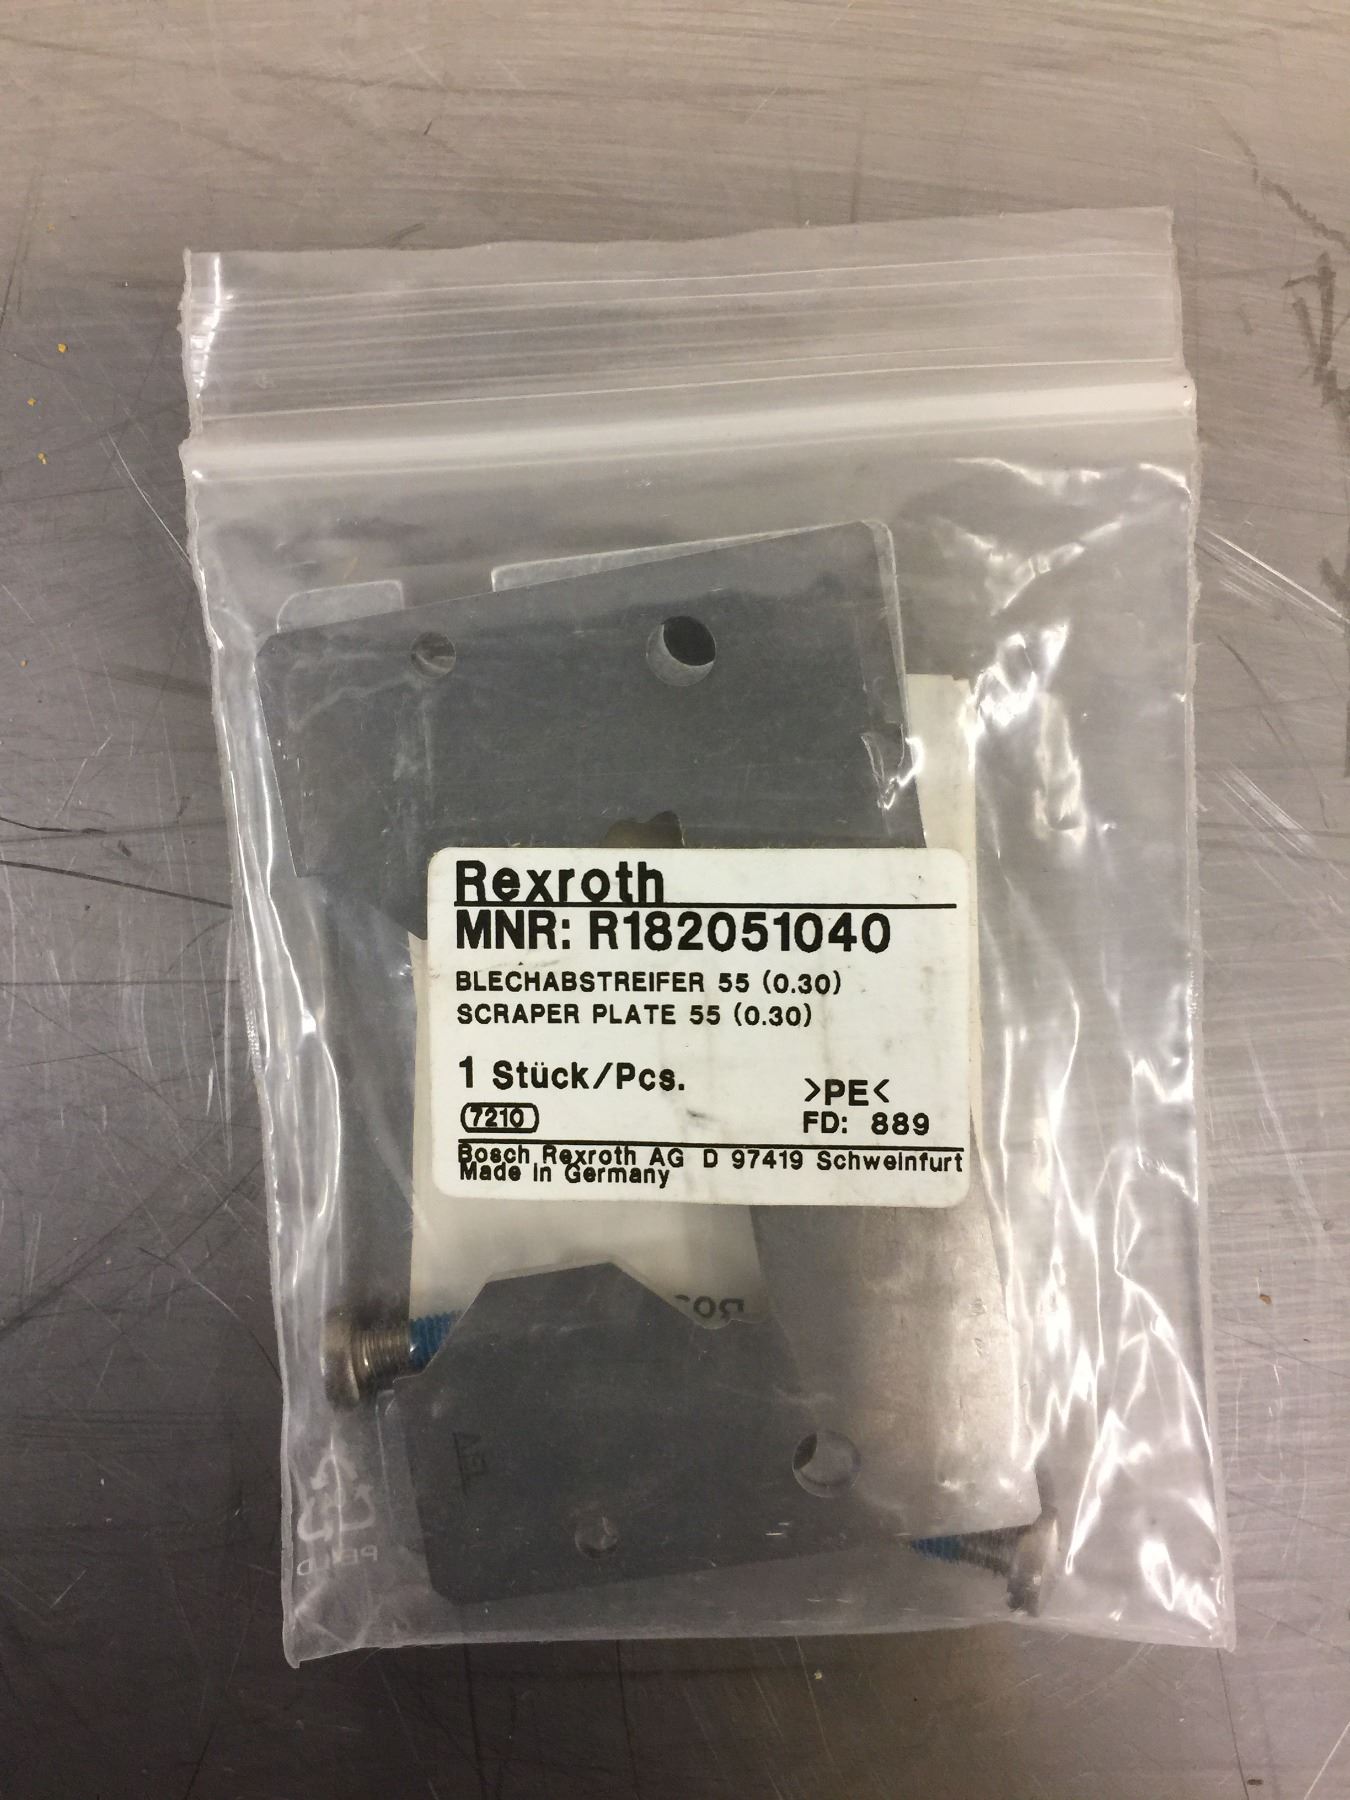 Rexroth
MNR: R182051040
BLECHABSTREIFER 55 (0.30)
SCRAPER PLATE 55 (0.30)
1 Stück/Pcs.
>PE<
7210
FD: 889
Bosch Rexroth AG D 97419 Schweinfurt
Made in Germany